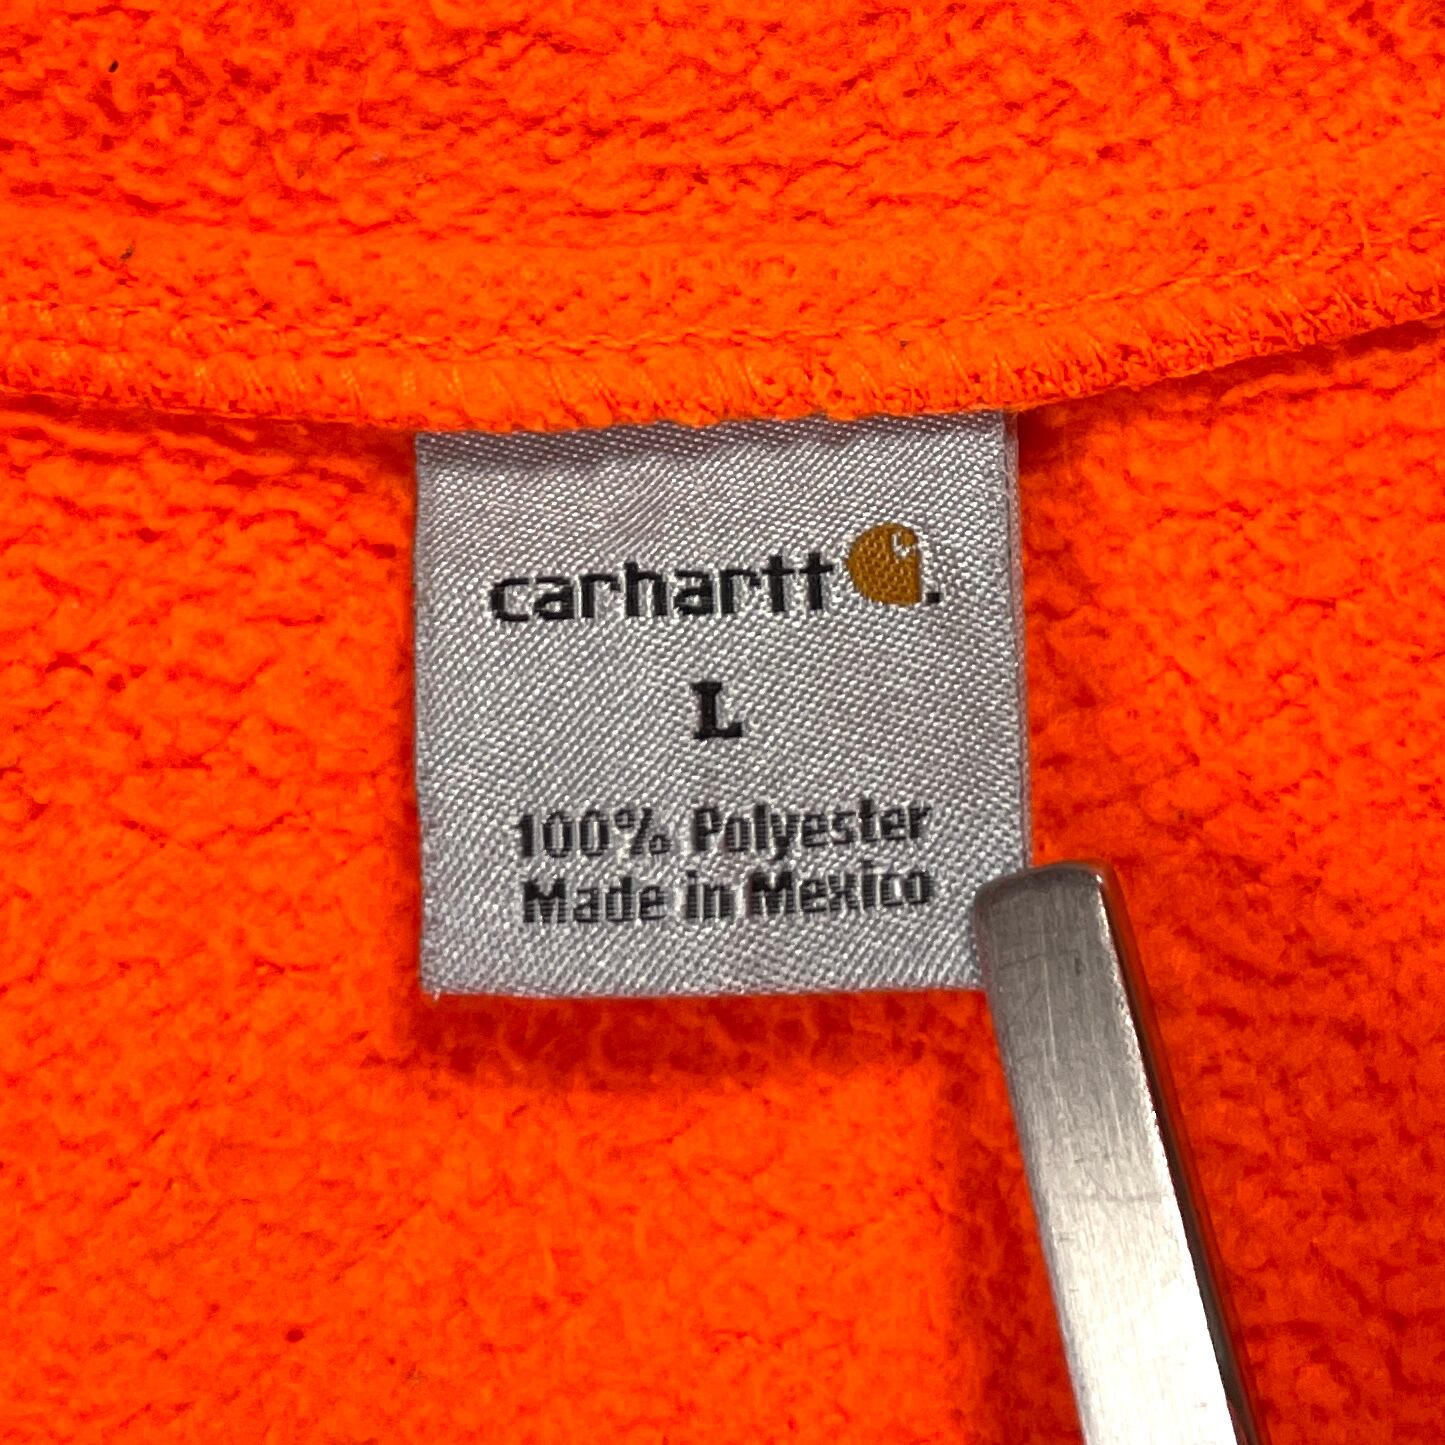 carhartt.
L
100% Polyester
Made in Mexico